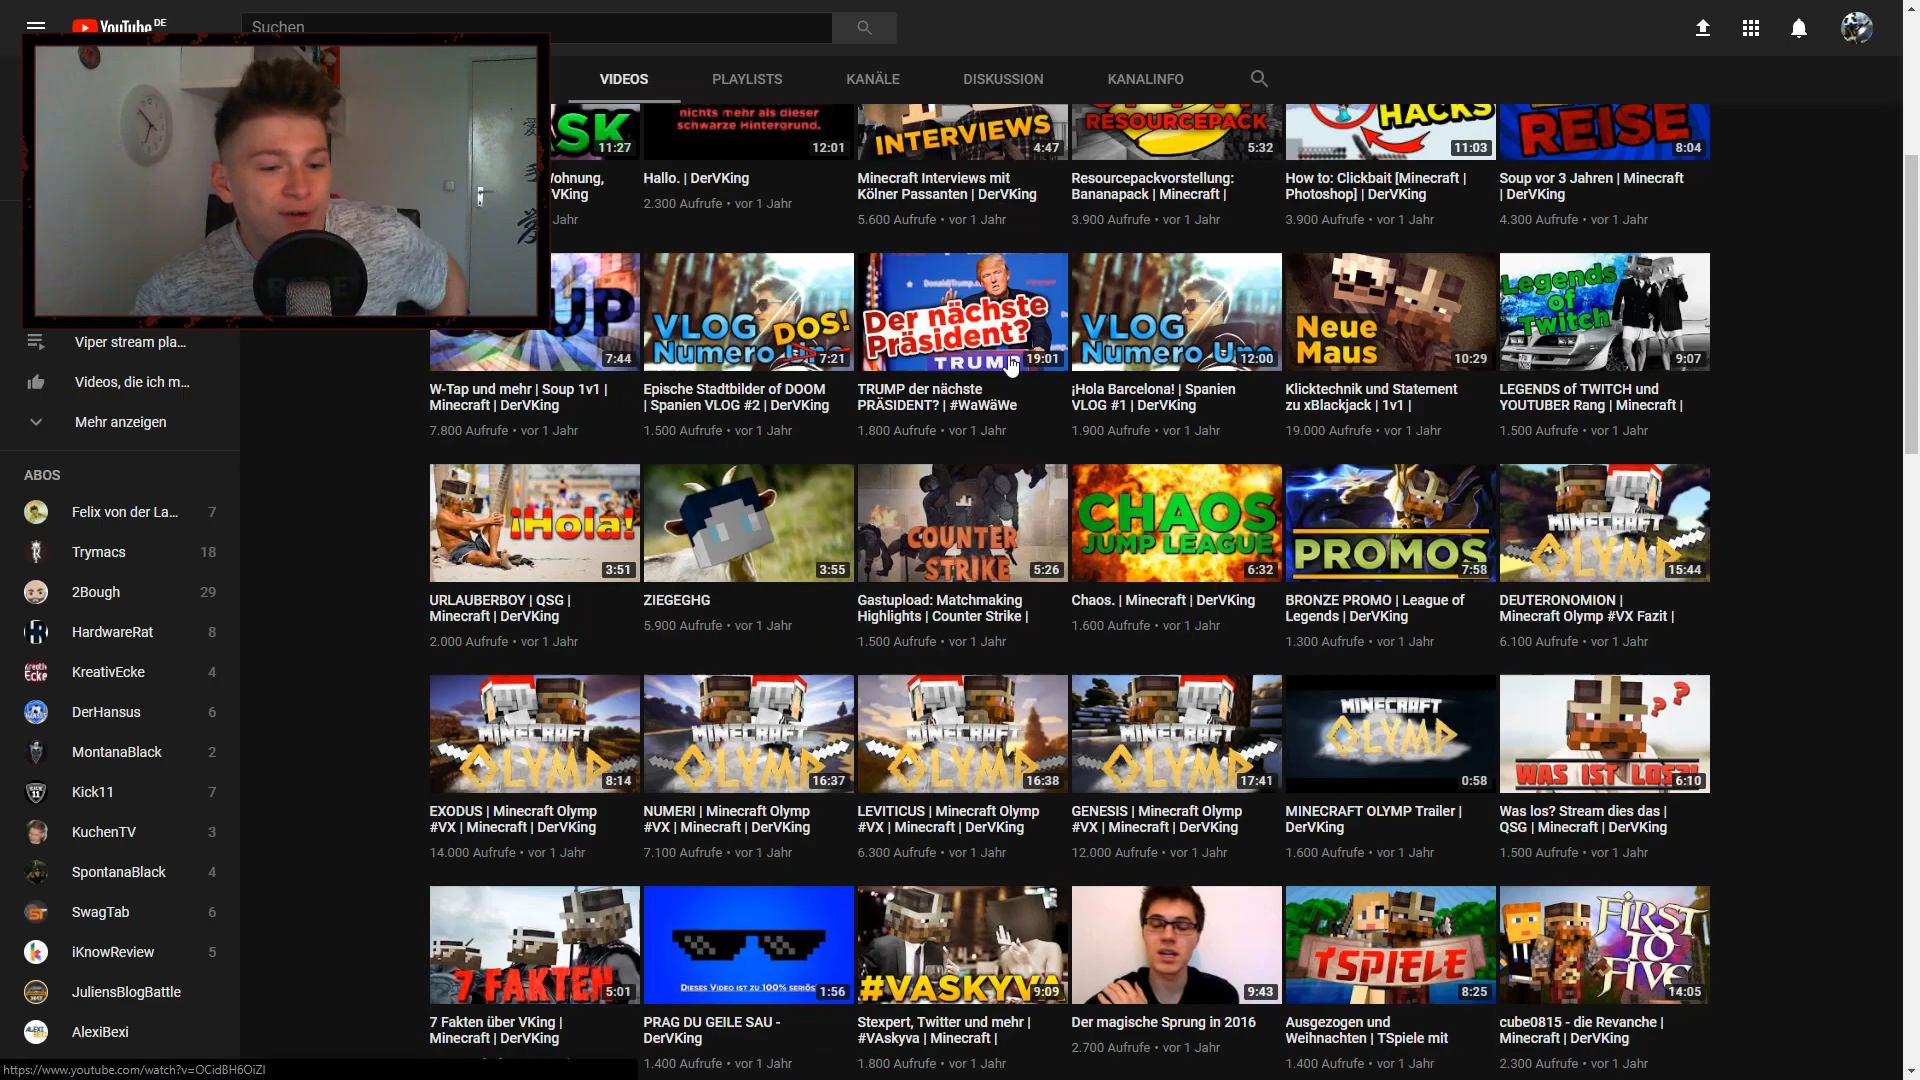 YouTube DE
Suchen
VIDEOS
PLAYLISTS
KANÄLE
DISKUSSION
KANALINFO
SK
11:27
nichts mehr als dieser
schwarze Hintergrund.
12:01
INTERVIEWS
4:47
RESOURCEPACK
5:32
HACKS
11:03
REISE
8:04
ohnung,
VKing
Jahr
Hallo. | DerVKing
2.300 Aufrufe • vor 1 Jahr
Minecraft Interviews mit
Kölner Passanten | DerVKing
5.600 Aufrufe • vor 1 Jahr
Resourcepackvorstellung:
Bananapack | Minecraft |
3.900 Aufrufe • vor 1 Jahr
How to: Clickbait [Minecraft |
Photoshop] | DerVKing
3.900 Aufrufe • vor 1 Jahr
Soup vor 3 Jahren | Minecraft
| DerVKing
4.300 Aufrufe • vor 1 Jahr
UP
7:44
VLOG
Numero
DOS!
7:21
DonaldTrump.c
Der nächste
Präsident?
TRUMP
19:01
VLOG
Numero Uno
12:00
Neue
Maus
10:29
Legends
of
Twitch
9:07
W-Tap und mehr | Soup 1v1 |
Minecraft | DerVKing
7.800 Aufrufe • vor 1 Jahr
Epische Stadtbilder of DOOM
| Spanien VLOG #2 | DerVKing
1.500 Aufrufe • vor 1 Jahr
TRUMP der nächste
PRÄSIDENT? | #WaWäWe
1.800 Aufrufe • vor 1 Jahr
¡Hola Barcelona! | Spanien
VLOG #1 | DerVKing
1.900 Aufrufe • vor 1 Jahr
Klicktechnik und Statement
zu xBlackjack | 1v1 |
19.000 Aufrufe • vor 1 Jahr
LEGENDS of TWITCH und
YOUTUBER Rang | Minecraft |
1.500 Aufrufe • vor 1 Jahr
¡Hola!
3:51
3:55
COUNTER
STRIKE
5:26
CHAOS
JUMP LEAGUE
6:32
PROMOS
7:58
MINECRAFT
OLYMP
15:44
URLAUBERBOY | QSG |
Minecraft | DerVKing
2.000 Aufrufe • vor 1 Jahr
ZIEGEGHG
5.900 Aufrufe • vor 1 Jahr
Gastupload: Matchmaking
Highlights | Counter Strike |
1.500 Aufrufe • vor 1 Jahr
Chaos. | Minecraft | DerVKing
1.600 Aufrufe • vor 1 Jahr
BRONZE PROMO | League of
Legends | DerVKing
1.300 Aufrufe • vor 1 Jahr
DEUTERONOMION |
Minecraft Olymp #VX Fazit |
6.100 Aufrufe • vor 1 Jahr
MINECRAFT
OLYMP
8:14
MINECRAFT
OLYMP
16:37
MINECRAFT
OLYMP
16:38
MINECRAFT
OLYMP
17:41
MINECRAFT
OLYMP
0:58
??
WAS IST LOS?!
6:10
EXODUS | Minecraft Olymp
#VX | Minecraft | DerVKing
14.000 Aufrufe • vor 1 Jahr
NUMERI | Minecraft Olymp
#VX | Minecraft | DerVKing
7.100 Aufrufe • vor 1 Jahr
LEVITICUS | Minecraft Olymp
#VX | Minecraft | DerVKing
6.300 Aufrufe • vor 1 Jahr
GENESIS | Minecraft Olymp
#VX | Minecraft | DerVKing
12.000 Aufrufe • vor 1 Jahr
MINECRAFT OLYMP Trailer |
DerVKing
1.600 Aufrufe • vor 1 Jahr
Was los? Stream dies das |
QSG | Minecraft | DerVKing
1.500 Aufrufe • vor 1 Jahr
7 FAKTEN
5:01
DIESES VIDEO IST ZU 100% SERIÖS
1:56
#VASKYVA
9:09
9:43
TSPIELE
8:25
FIRST
TO
FIVE
14:05
7 Fakten über VKing |
Minecraft | DerVKing
PRAG DU GEILE SAU -
DerVKing
1.400 Aufrufe • vor 1 Jahr
Stexpert, Twitter und mehr |
#VAskyva | Minecraft |
1.800 Aufrufe • vor 1 Jahr
Der magische Sprung in 2016
2.700 Aufrufe • vor 1 Jahr
Ausgezogen und
Weihnachten | TSpiele mit
1.400 Aufrufe • vor 1 Jahr
cube0815 - die Revanche |
Minecraft | DerVKing
2.300 Aufrufe • vor 1 Jahr
Viper stream pla...
Videos, die ich m...
Mehr anzeigen
ABOS
Felix von der La... 7
Trymacs 18
2Bough 29
HardwareRat 8
KreativEcke 4
DerHansus 6
MontanaBlack 2
Kick11 7
KuchenTV 3
SpontanaBlack 4
SwagTab 6
iKnowReview 5
JuliensBlogBattle
AlexiBexi
https://www.youtube.com/watch?v=OCidBH6OiZI